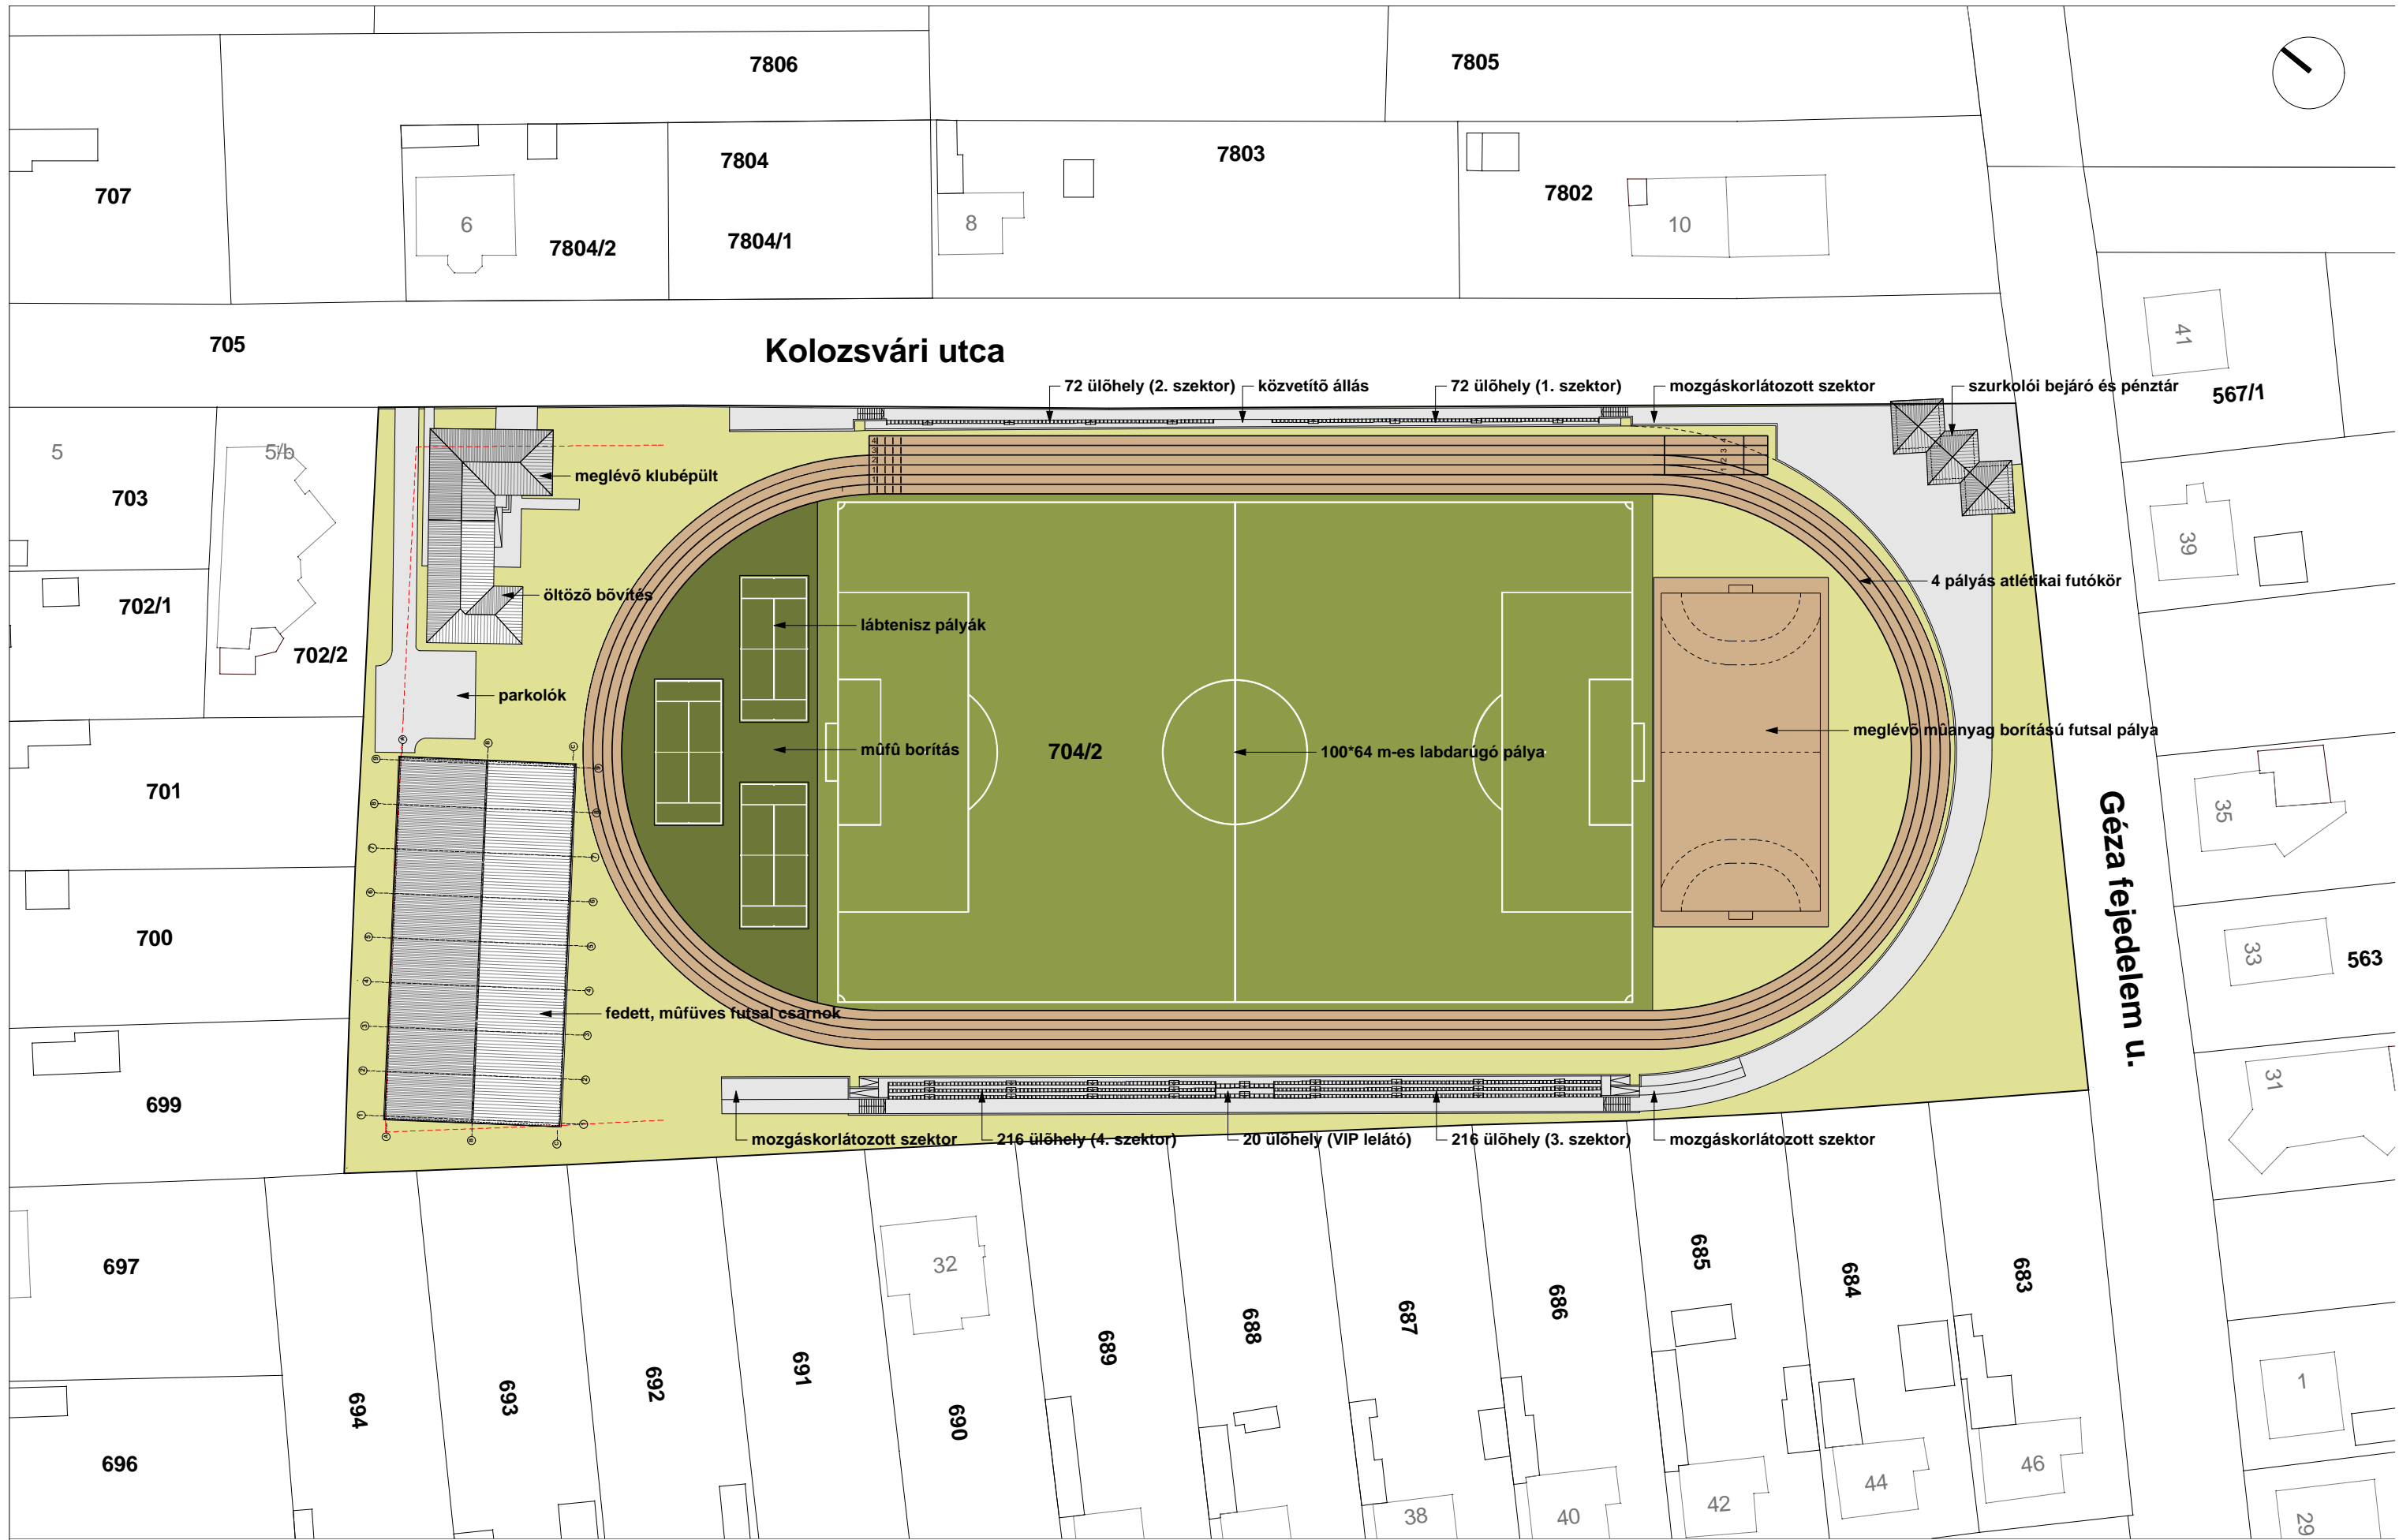 7806
7805
7804
7803
707
7802
6
8
10
7804/2
7804/1
705
Kolozsvári utca
41
72 ülõhely (2. szektor)
közvetítõ állás
72 ülõhely (1. szektor)
mozgáskorlátozott szektor
szurkolói bejáró és pénztár
567/1
5
5/b
meglévõ klubépült
703
39
öltözõ bõvítés
4 pályás atlétikai futókör
702/1
lábtenisz pályák
702/2
parkolók
meglévõ mûanyag borítású futsal pálya
mûfû borítás
704/2
100*64 m-es labdarúgó pálya
701
35
Géza fejedelem u.
700
33
563
fedett, mûfüves futsal csarnok
699
31
mozgáskorlátozott szektor
216 ülõhely (4. szektor)
20 ülõhely (VIP lelátó)
216 ülõhely (3. szektor)
mozgáskorlátozott szektor
697
32
685
684
683
686
687
688
689
691
692
693
694
690
1
696
38
40
42
44
46
29